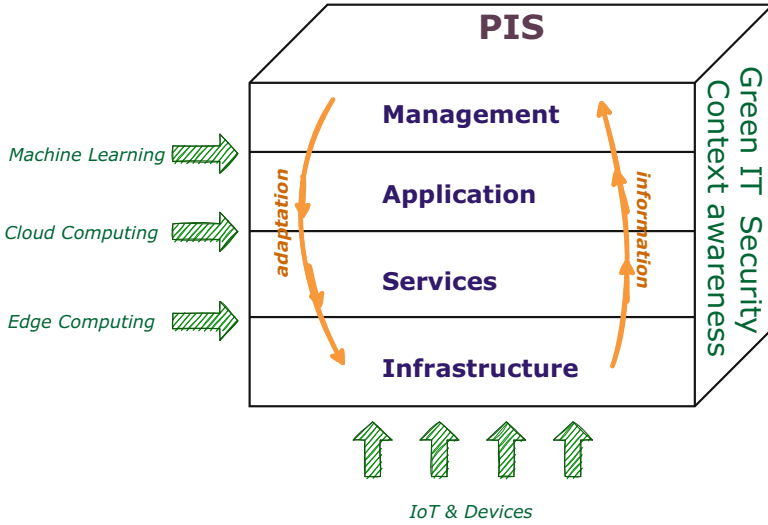 PIS
Management
Application
Services
Infrastructure
adaptation
information
Green IT Security
Context awareness
Machine Learning
Cloud Computing
Edge Computing
IoT & Devices